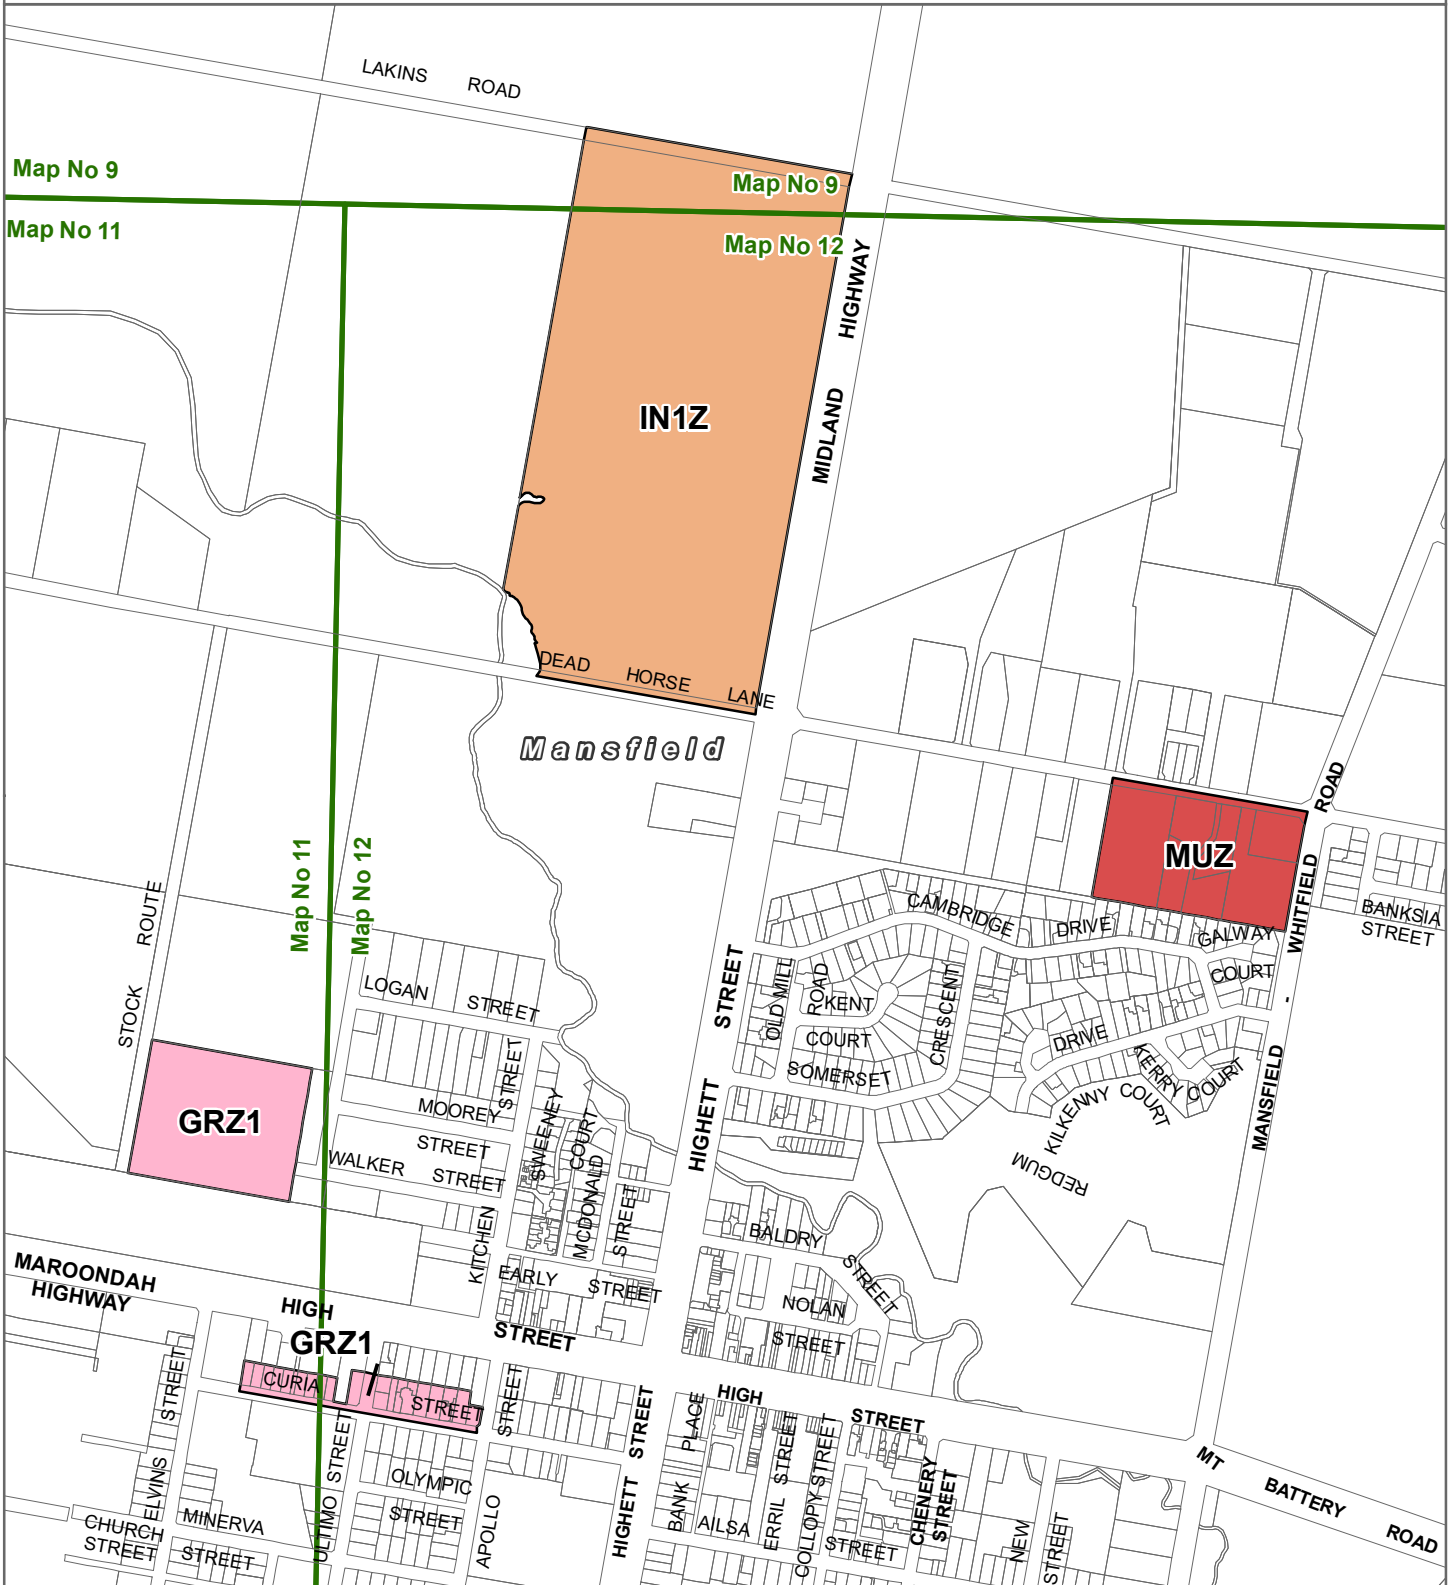 LAKINS ROAD
Map No 9
Map No 9
Map No 11
Map No 12
MIDLAND HIGHWAY
IN1Z
DEAD HORSE LANE
Mansfield
MUZ
WHITFIELD ROAD
MANSFIELD -
BANKSIA
STREET
Map No 11
Map No 12
STOCK ROUTE
CAMBRIDGE DRIVE
GALWAY
COURT
LOGAN STREET
HIGHETT STREET
OLD MILL
ROAD
KENT
COURT
CRESCENT
SOMERSET
DRIVE
KERRY COURT
KILKENNY
COURT
REDGUM
GRZ1
MOOREY
STREET
STREET
SWEENEY
COURT
MCDONALD
WALKER
STREET
STREET
KITCHEN
BALDRY
STREET
EARLY STREET
NOLAN
STREET
MAROONDAH
HIGHWAY
HIGH
STREET
GRZ1
CURIA STREET
HIGH
STREET
STREET
ELVINS
STREET
ULTIMO
STREET
APOLLO
STREET
HIGHETT
PLACE
BANK
STREET
ERRIL
STREET
COLLOPY
CHENERY
STREET
OLYMPIC
STREET
MINERVA
STREET
CHURCH
STREET
AILSA
STREET
NEW
STREET
MT BATTERY ROAD